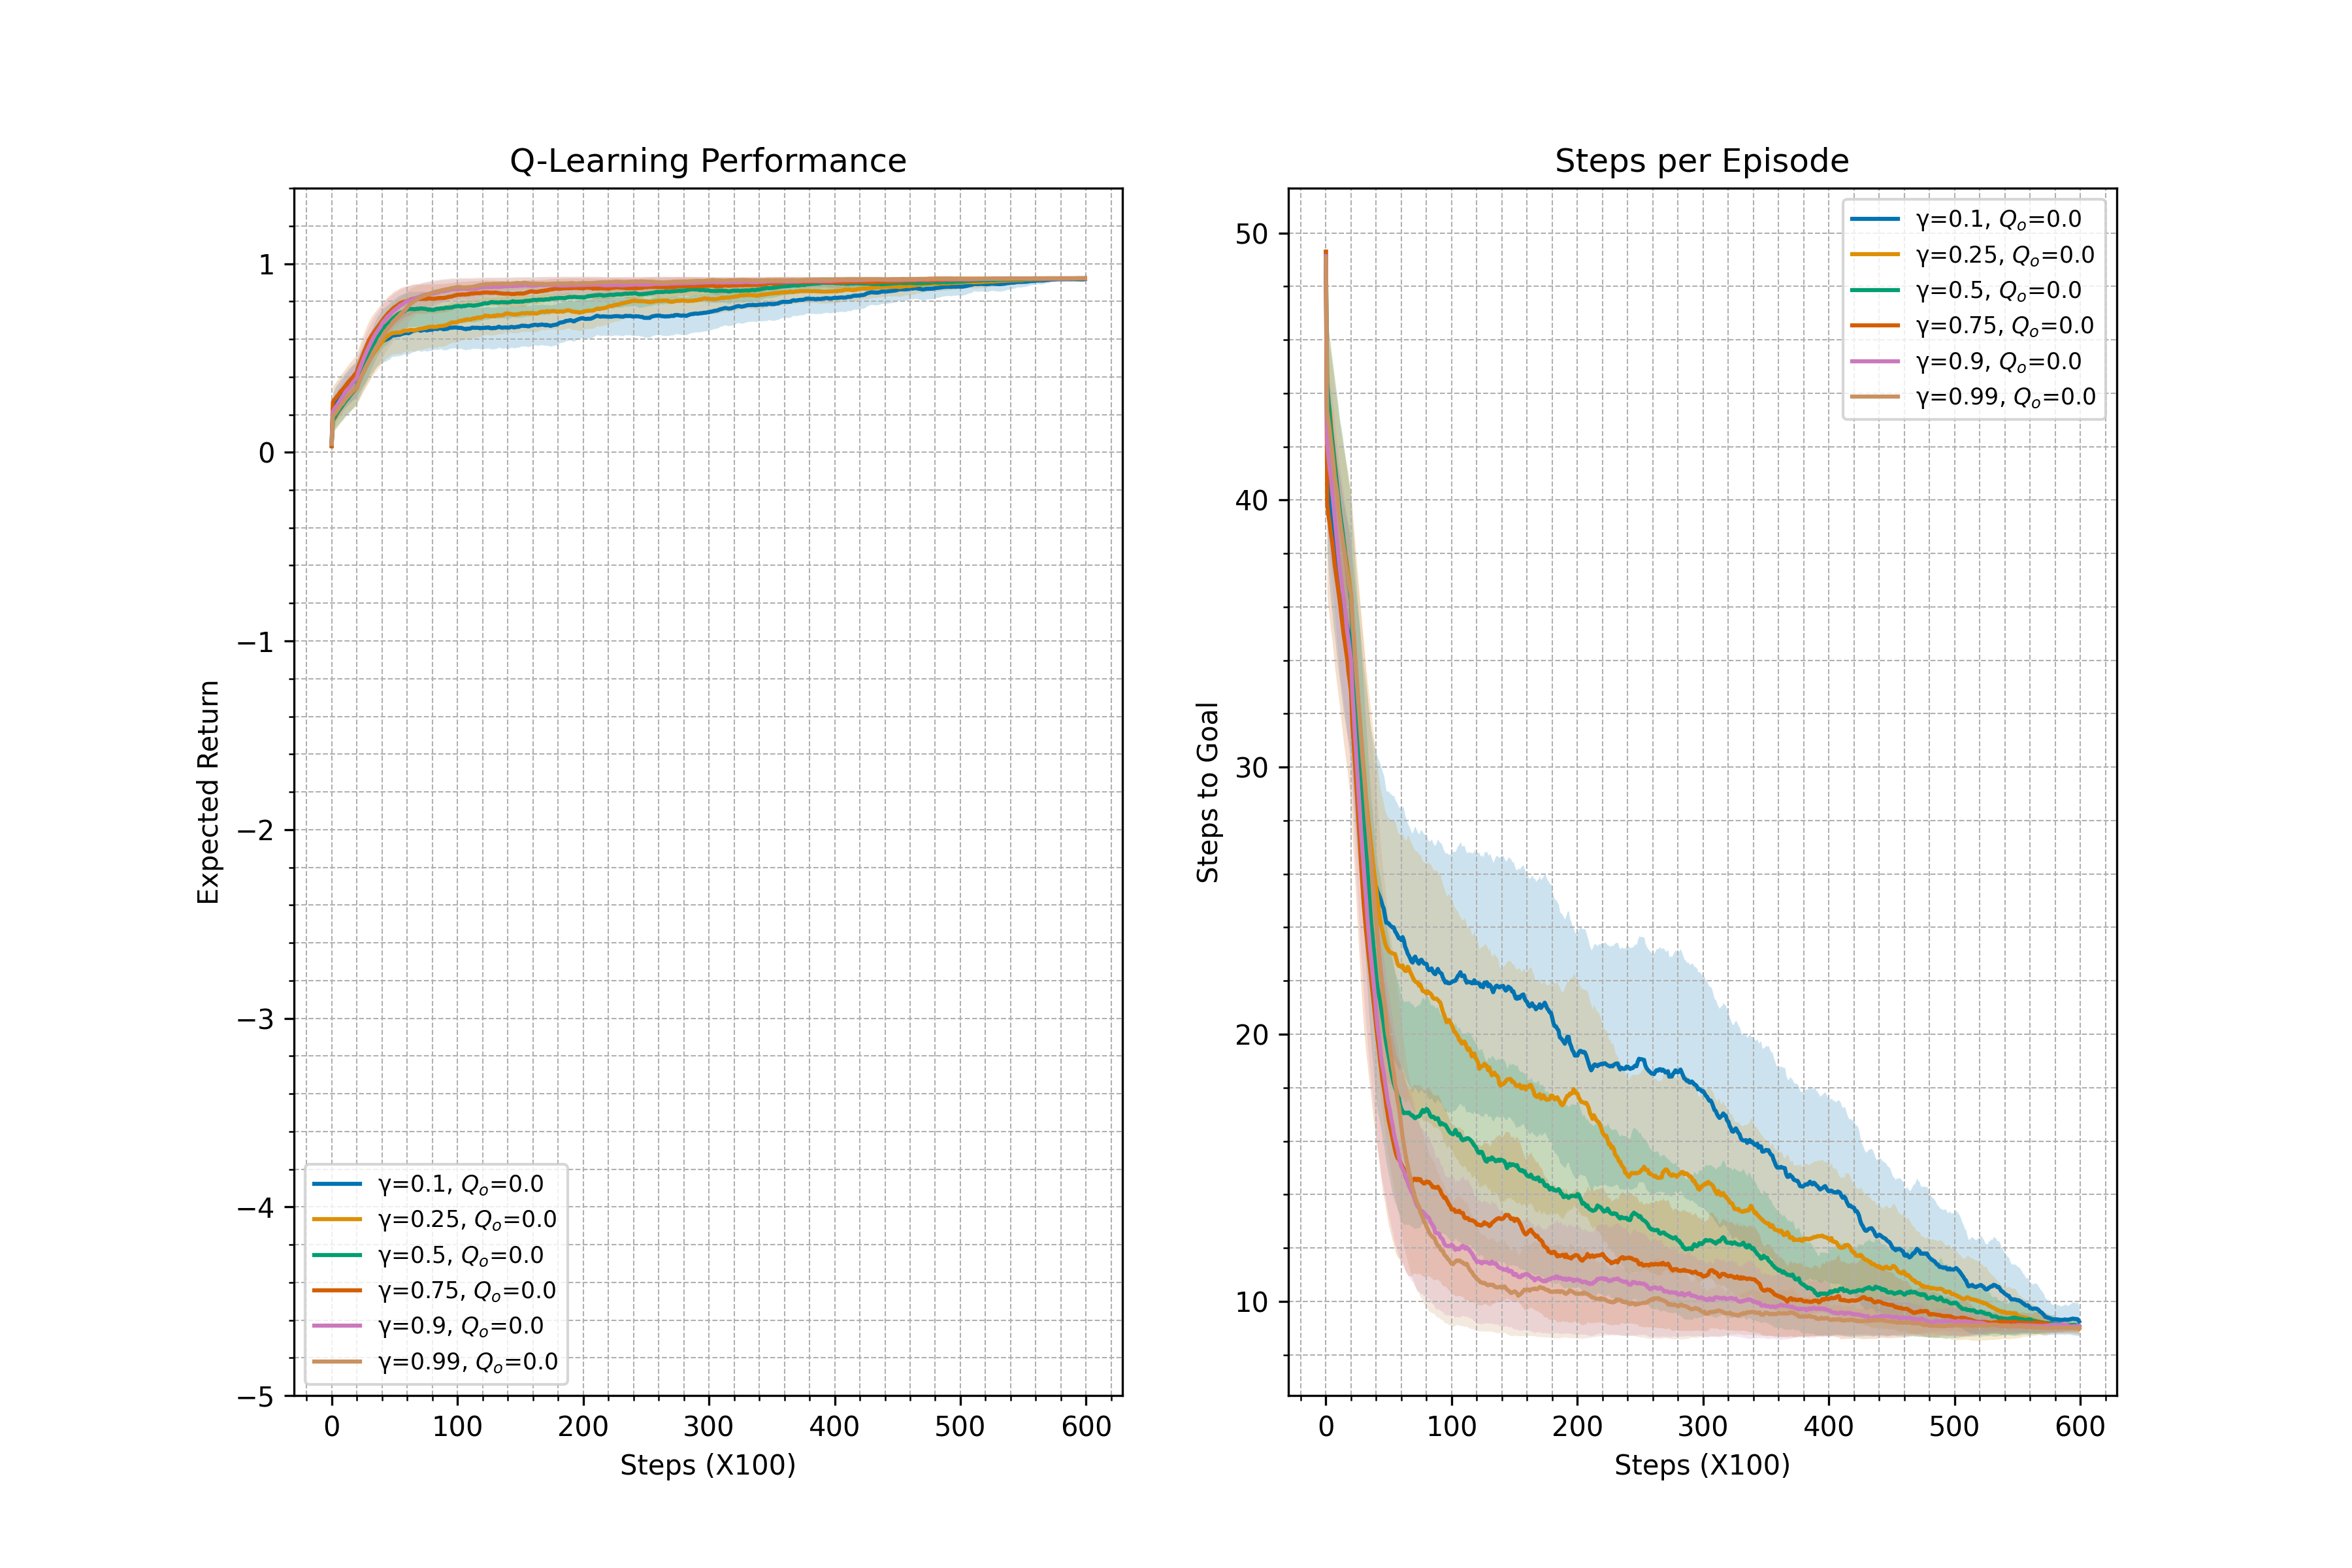 Q-Learning Performance
Expected Return
1
0
−1
−2
−3
−4
−5
γ=0.1, Qₒ=0.0
γ=0.25, Qₒ=0.0
γ=0.5, Qₒ=0.0
γ=0.75, Qₒ=0.0
γ=0.9, Qₒ=0.0
γ=0.99, Qₒ=0.0
0 100 200 300 400 500 600
Steps (X100)
Steps per Episode
Steps to Goal
50
40
30
20
10
γ=0.1, Qₒ=0.0
γ=0.25, Qₒ=0.0
γ=0.5, Qₒ=0.0
γ=0.75, Qₒ=0.0
γ=0.9, Qₒ=0.0
γ=0.99, Qₒ=0.0
0 100 200 300 400 500 600
Steps (X100)